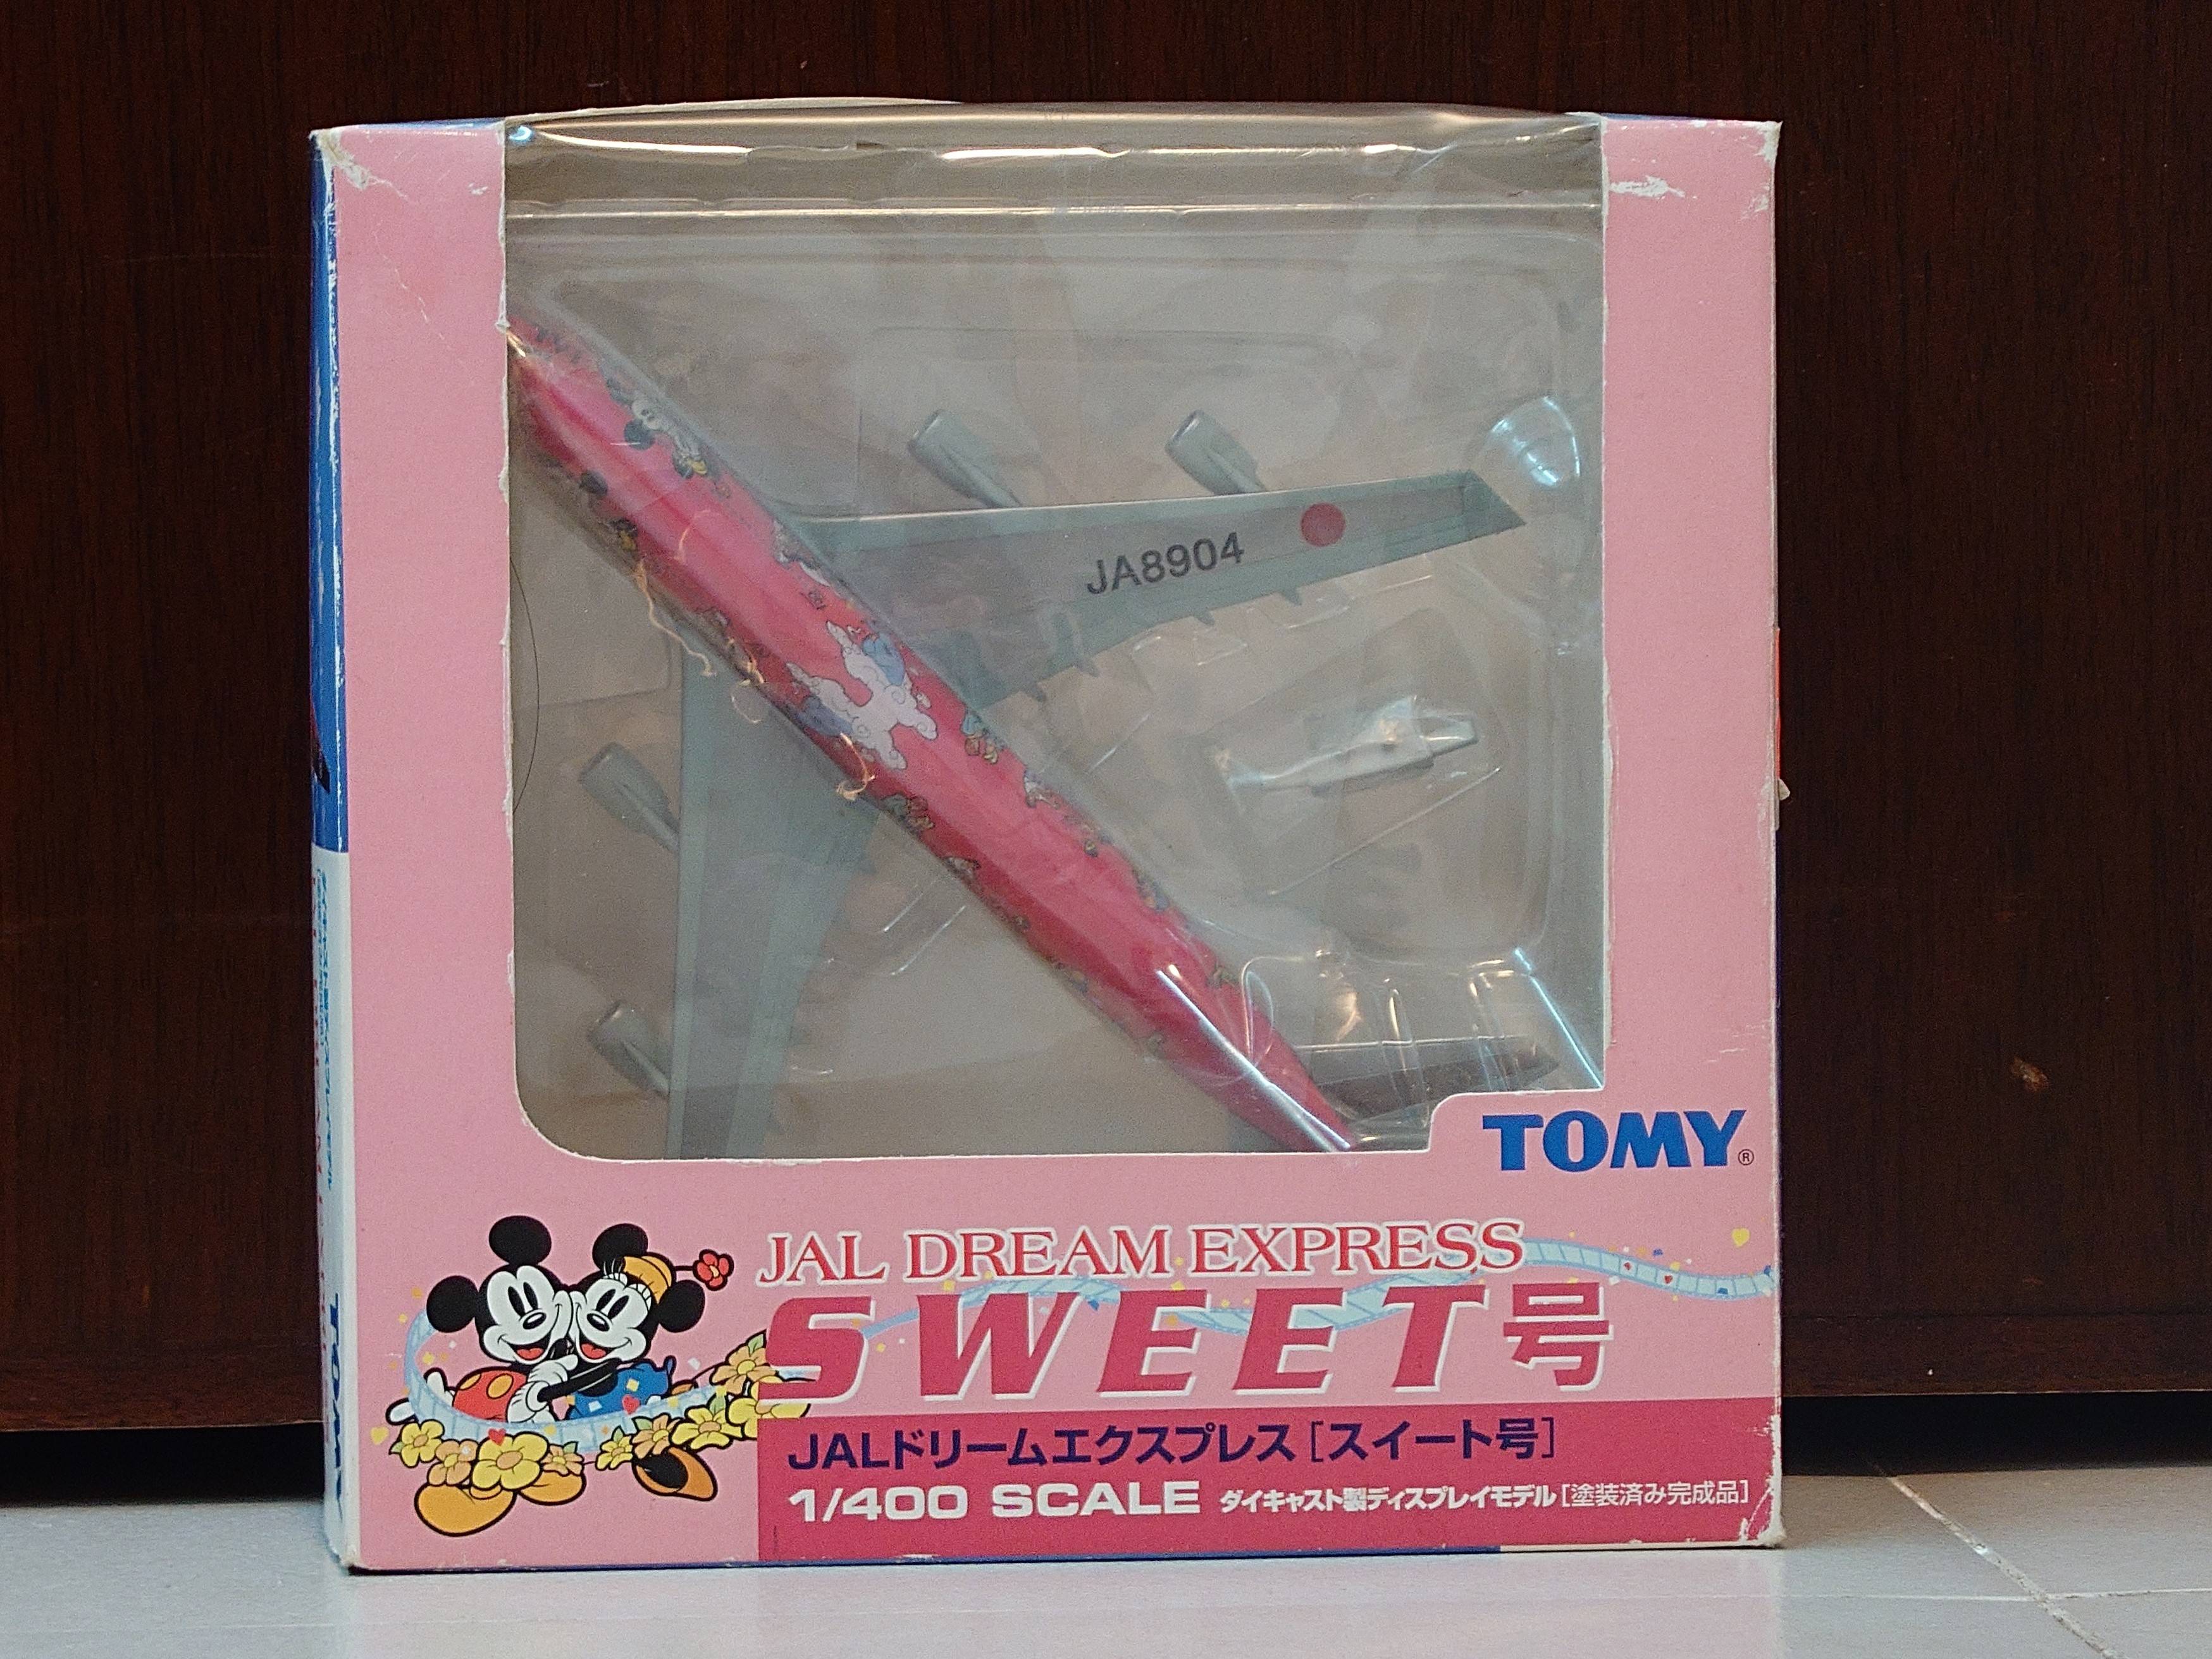 JA8904
TOMY®
JAL DREAM EXPRESS
SWEET号
JALドリームエクスプレス［スイート号］
1/400 SCALE ダイキャスト製ディスプレイモデル［塗装済み完成品］
TOMY